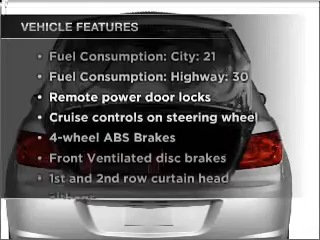 VEHICLE FEATURES
• Fuel Consumption: City: 21
• Fuel Consumption: Highway: 30
• Remote power door locks
• Cruise controls on steering wheel
• 4-wheel ABS Brakes
• Front Ventilated disc brakes
• 1st and 2nd row curtain head
airbags